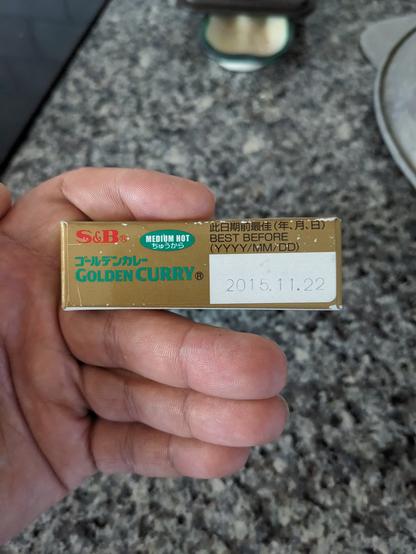 S&B®
MEDIUM HOT
ちゅうから
ゴールデンカレー
GOLDEN CURRY®
此日期前最佳(年、月、日)
BEST BEFORE
(YYYY/MM/DD)
2015.11.22